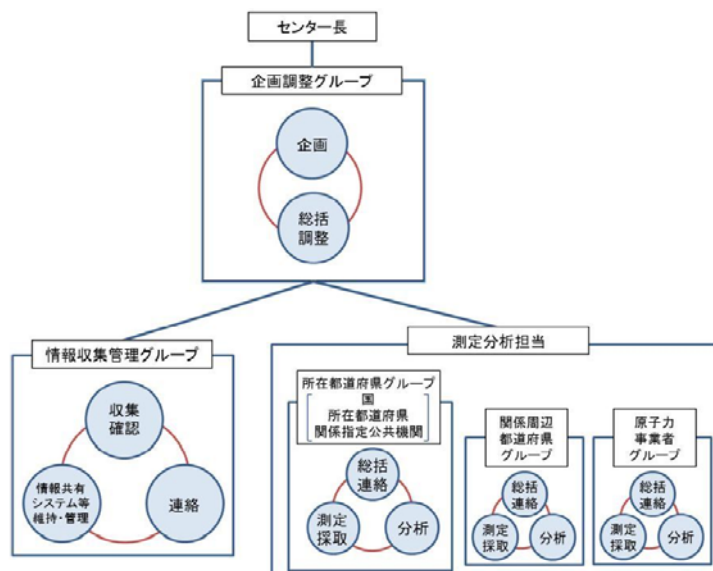 センター長
企画調整グループ
企画
総括
調整
情報収集管理グループ
収集
確認
情報共有
システム等
維持・管理
連絡
測定分析担当
所在都道府県グループ
国
所在都道府県
関係指定公共機関
総括
連絡
測定
採取
分析
関係周辺
都道府県
グループ
総括
連絡
測定
採取
分析
原子力
事業者
グループ
総括
連絡
測定
採取
分析